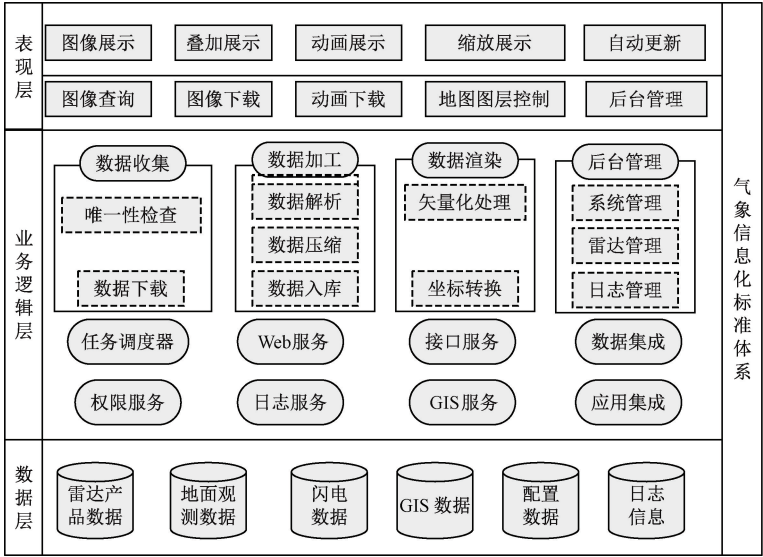 表现层
图像展示
叠加展示
动画展示
缩放展示
自动更新
图像查询
图像下载
动画下载
地图图层控制
后台管理
业务逻辑层
数据收集
数据加工
数据渲染
后台管理
唯一性检查
数据解析
矢量化处理
系统管理
数据压缩
雷达管理
数据下载
数据入库
坐标转换
日志管理
任务调度器
Web服务
接口服务
数据集成
权限服务
日志服务
GIS服务
应用集成
数据层
雷达产
品数据
地面观
测数据
闪电
数据
GIS 数据
配置
数据
日志
信息
气象信息化标准体系